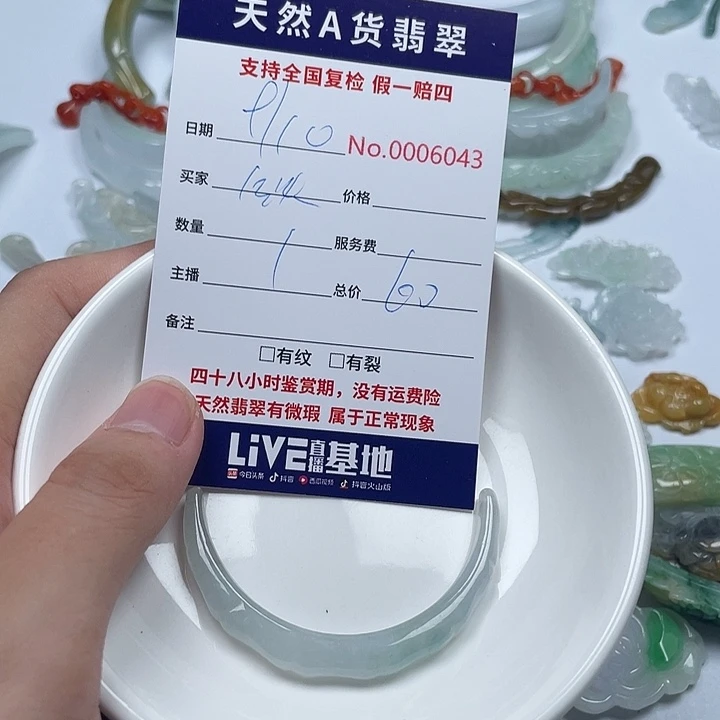 天然A货翡翠
支持全国复检 假一赔四
日期 9/10 No.0006043
买家 价格
数量 1 服务费
主播 总价 60
备注
□有纹 □有裂
四十八小时鉴赏期，没有运费险
天然翡翠有微瑕 属于正常现象
LiVE直播基地
头条 今日头条 抖音 西瓜视频 抖音火山版